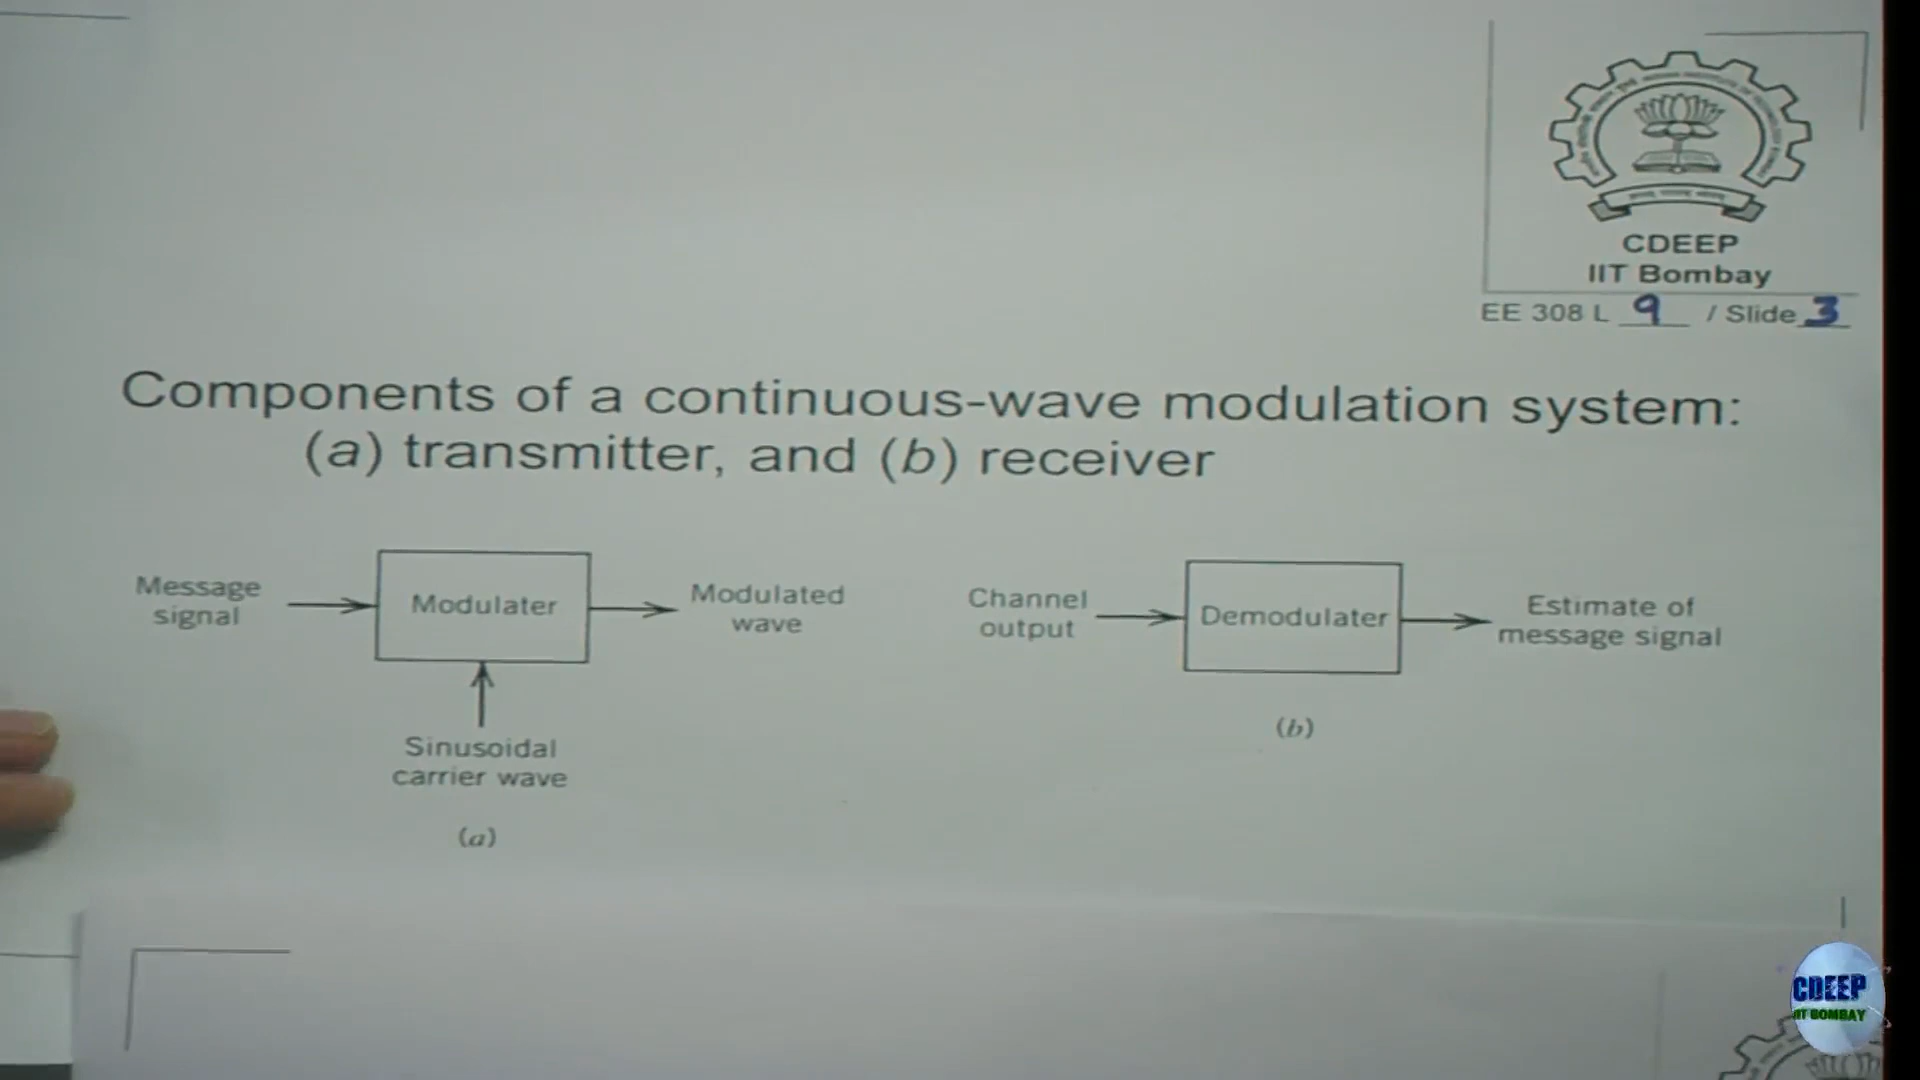 CDEEP
IIT Bombay
EE 308 L 9 / Slide 3
Components of a continuous-wave modulation system:
(a) transmitter, and (b) receiver
Message
signal
Modulater
Modulated
wave
Sinusoidal
carrier wave
(a)
Channel
output
Demodulater
Estimate of
message signal
(b)
CDEEP
IIT BOMBAY